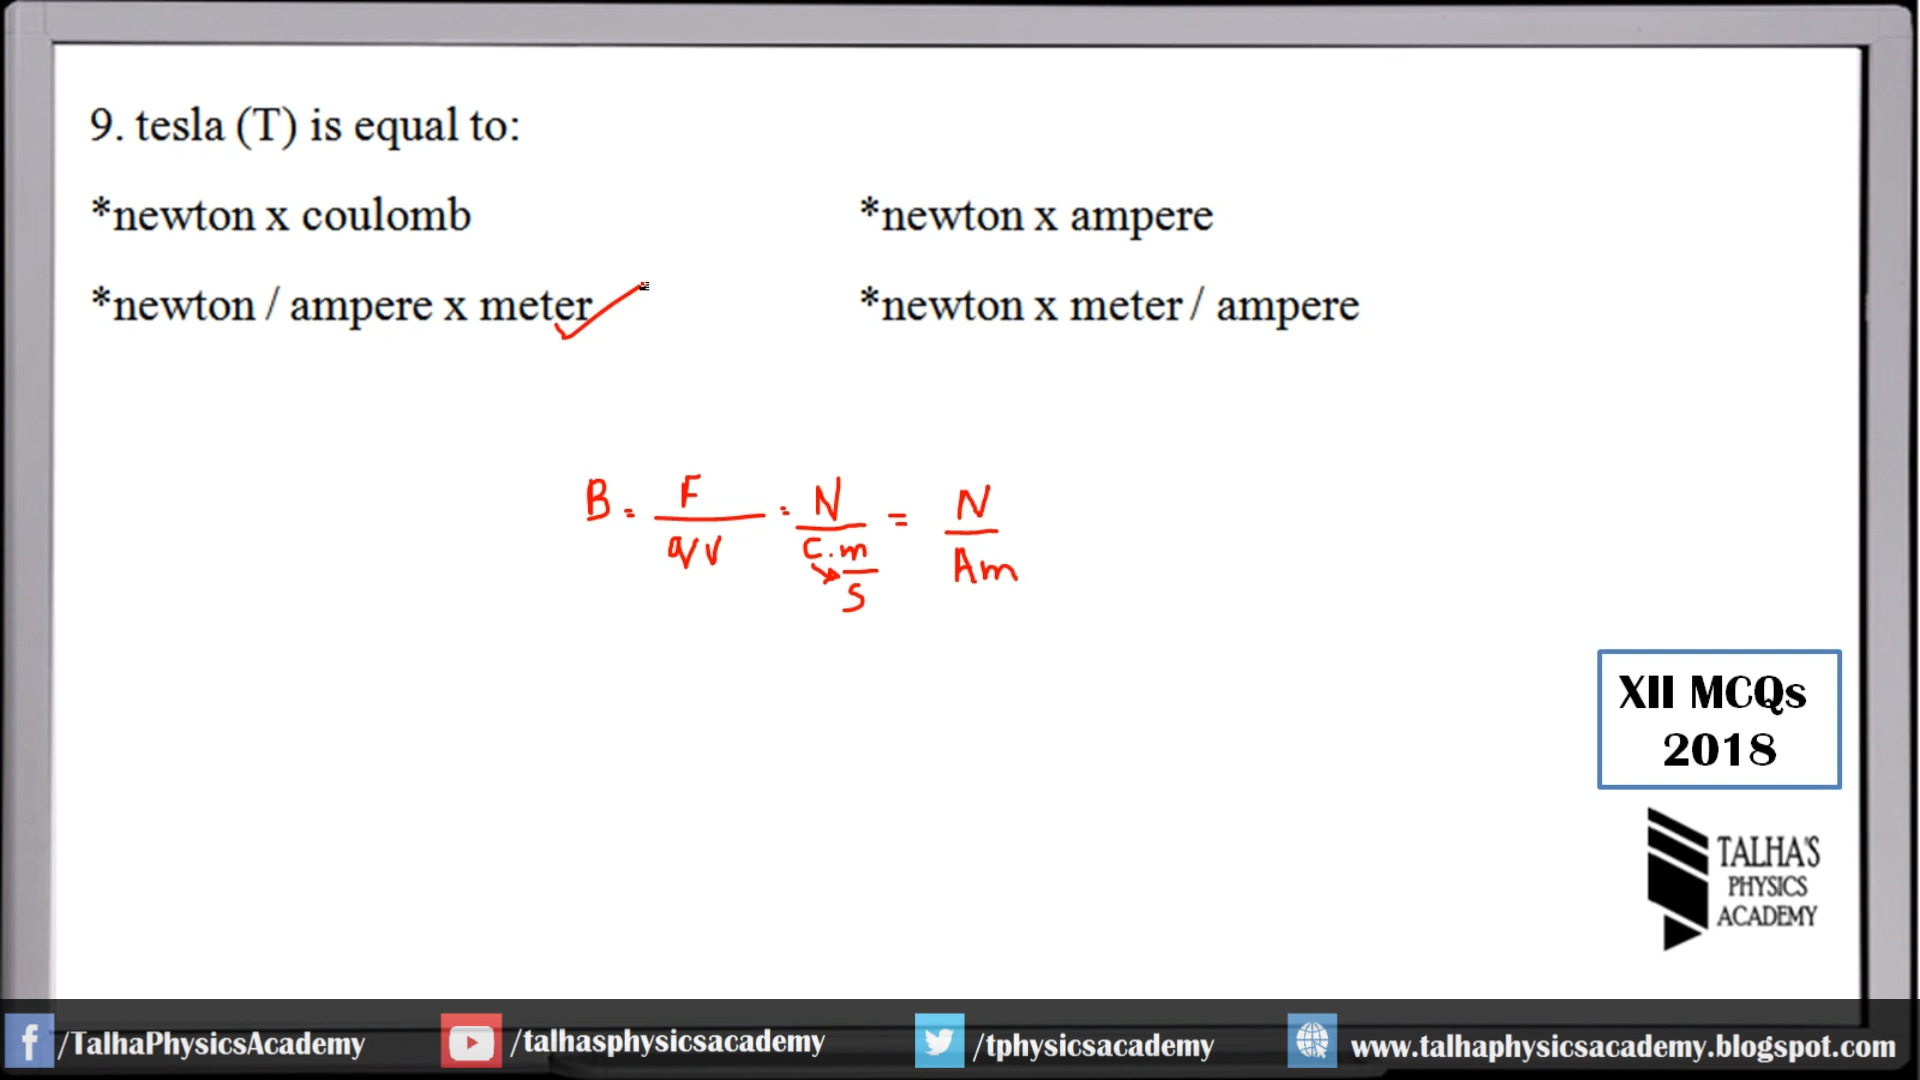 9. tesla (T) is equal to:
*newton x coulomb
*newton x ampere
*newton / ampere x meter
*newton x meter / ampere
B = F / qv = N / C.m/s = N / Am
XII MCQs
2018
TALHA'S
PHYSICS
ACADEMY
/TalhaPhysicsAcademy
/talhasphysicsacademy
/tphysicsacademy
www.talhaphysicsacademy.blogspot.com